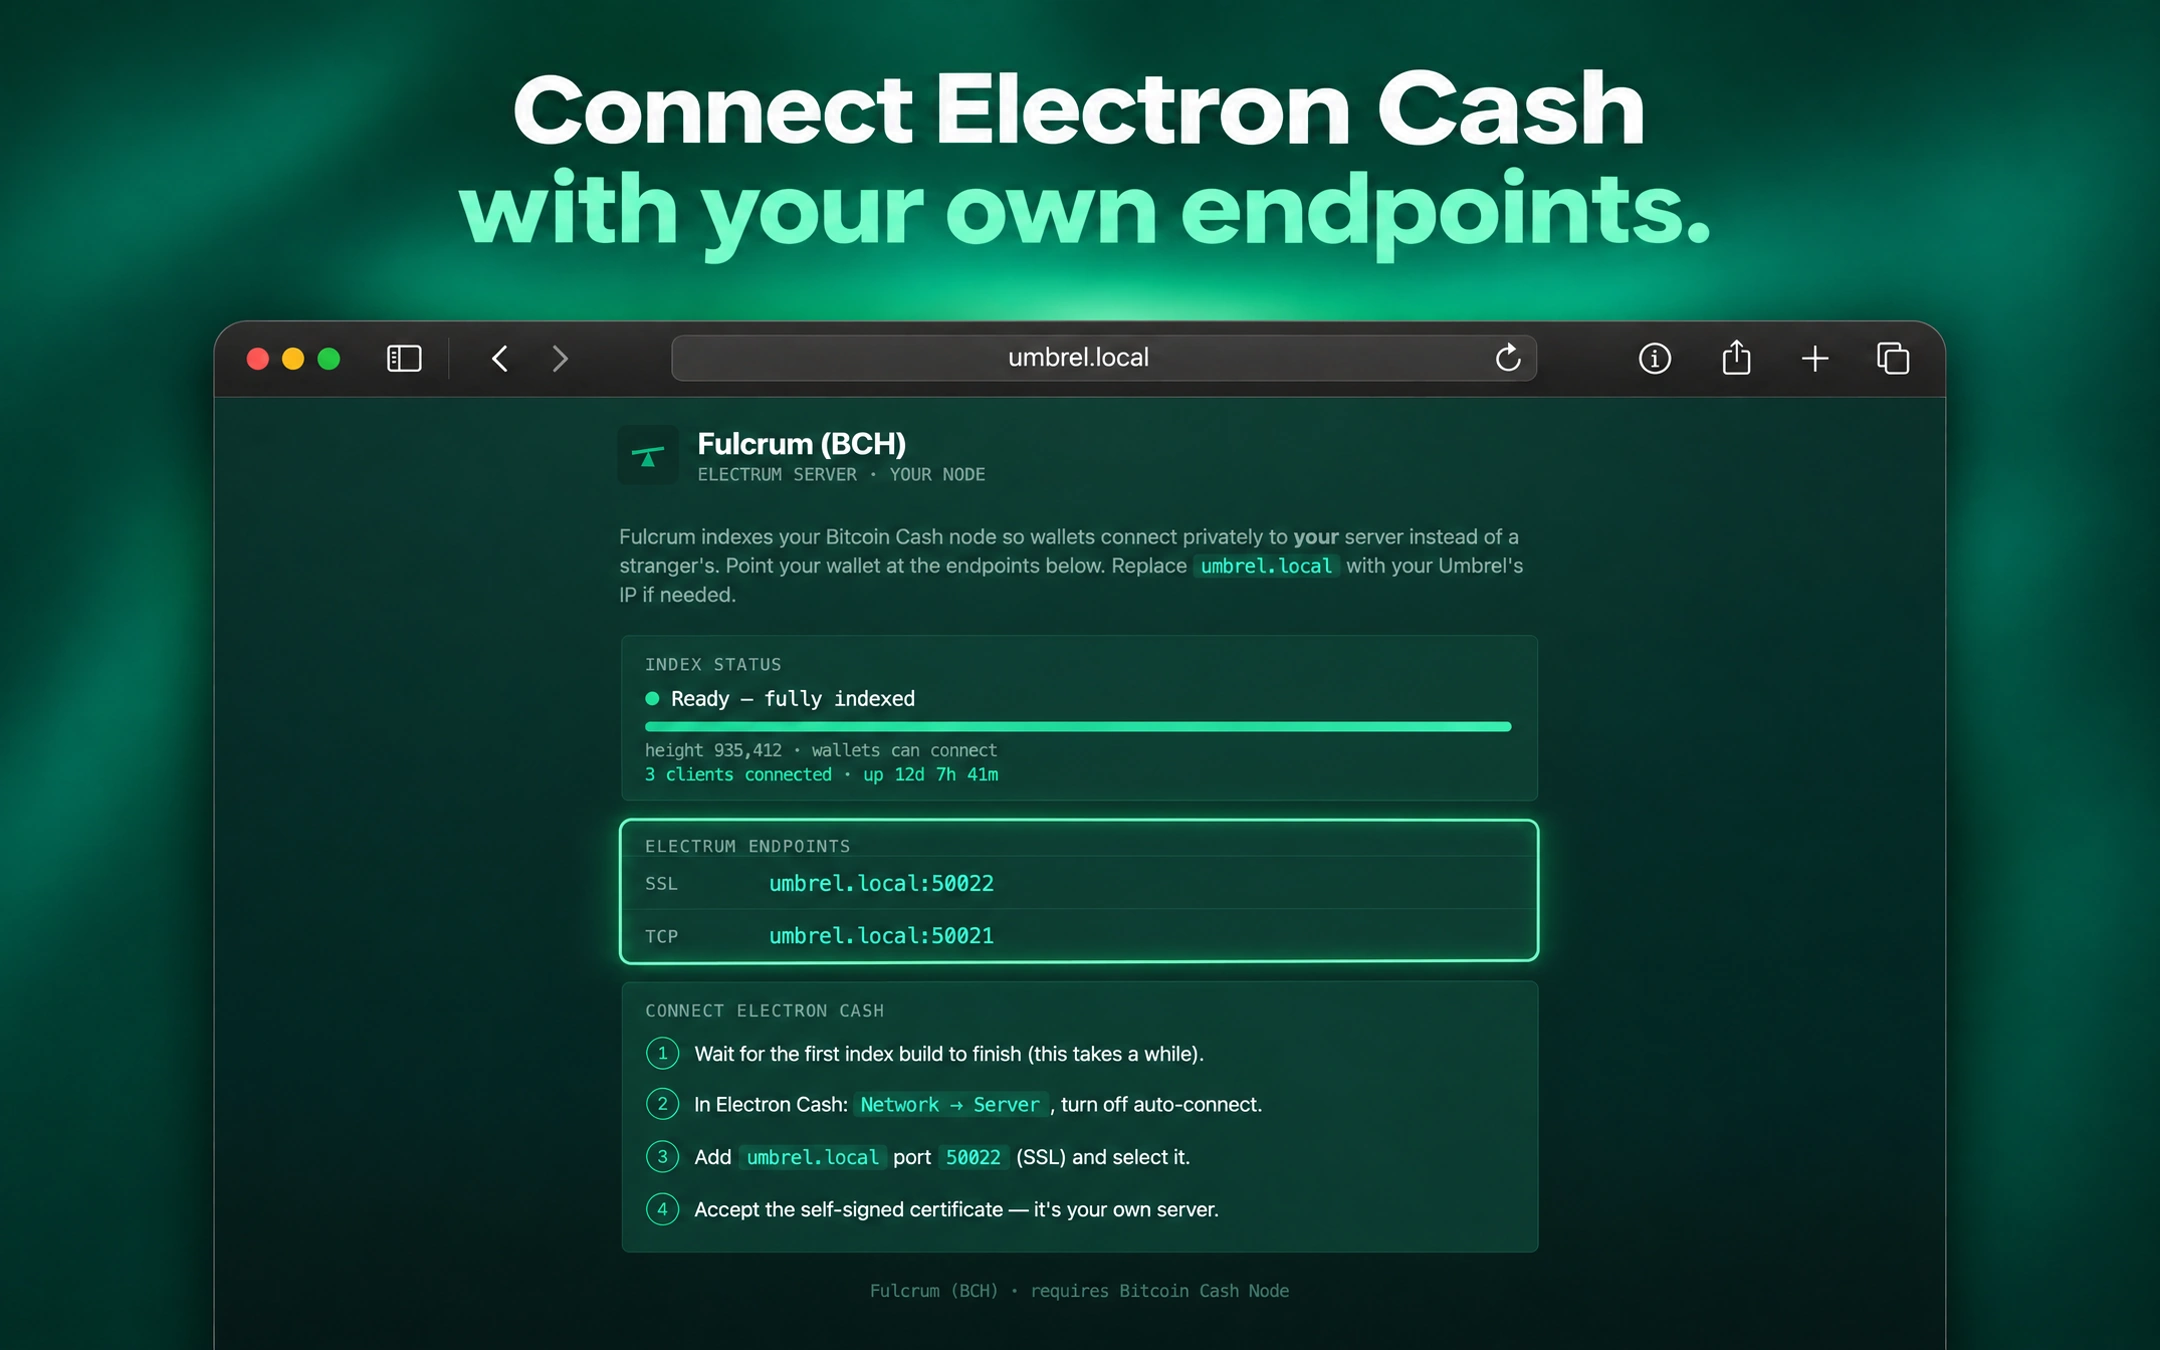 Connect Electron Cash
with your own endpoints.
umbrel.local
Fulcrum (BCH)
ELECTRUM SERVER • YOUR NODE
Fulcrum indexes your Bitcoin Cash node so wallets connect privately to your server instead of a
stranger's. Point your wallet at the endpoints below. Replace umbrel.local with your Umbrel's
IP if needed.
INDEX STATUS
Ready — fully indexed
height 935,412 • wallets can connect
3 clients connected • up 12d 7h 41m
ELECTRUM ENDPOINTS
SSL umbrel.local:50022
TCP umbrel.local:50021
CONNECT ELECTRON CASH
1 Wait for the first index build to finish (this takes a while).
2 In Electron Cash: Network → Server , turn off auto-connect.
3 Add umbrel.local port 50022 (SSL) and select it.
4 Accept the self-signed certificate — it's your own server.
Fulcrum (BCH) • requires Bitcoin Cash Node